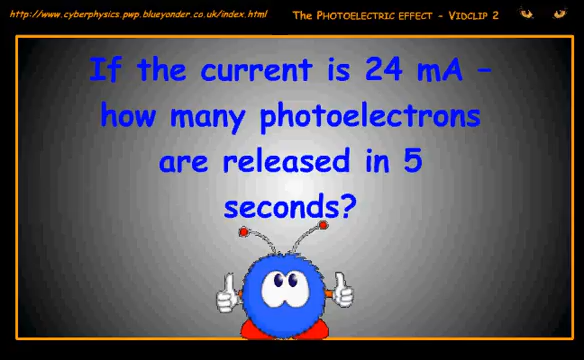 http://www.cyberphysics.pwp.blueyonder.co.uk/index.html
The PHOTOELECTRIC EFFECT - VIDCLIP 2
If the current is 24 mA –
how many photoelectrons
are released in 5
seconds?